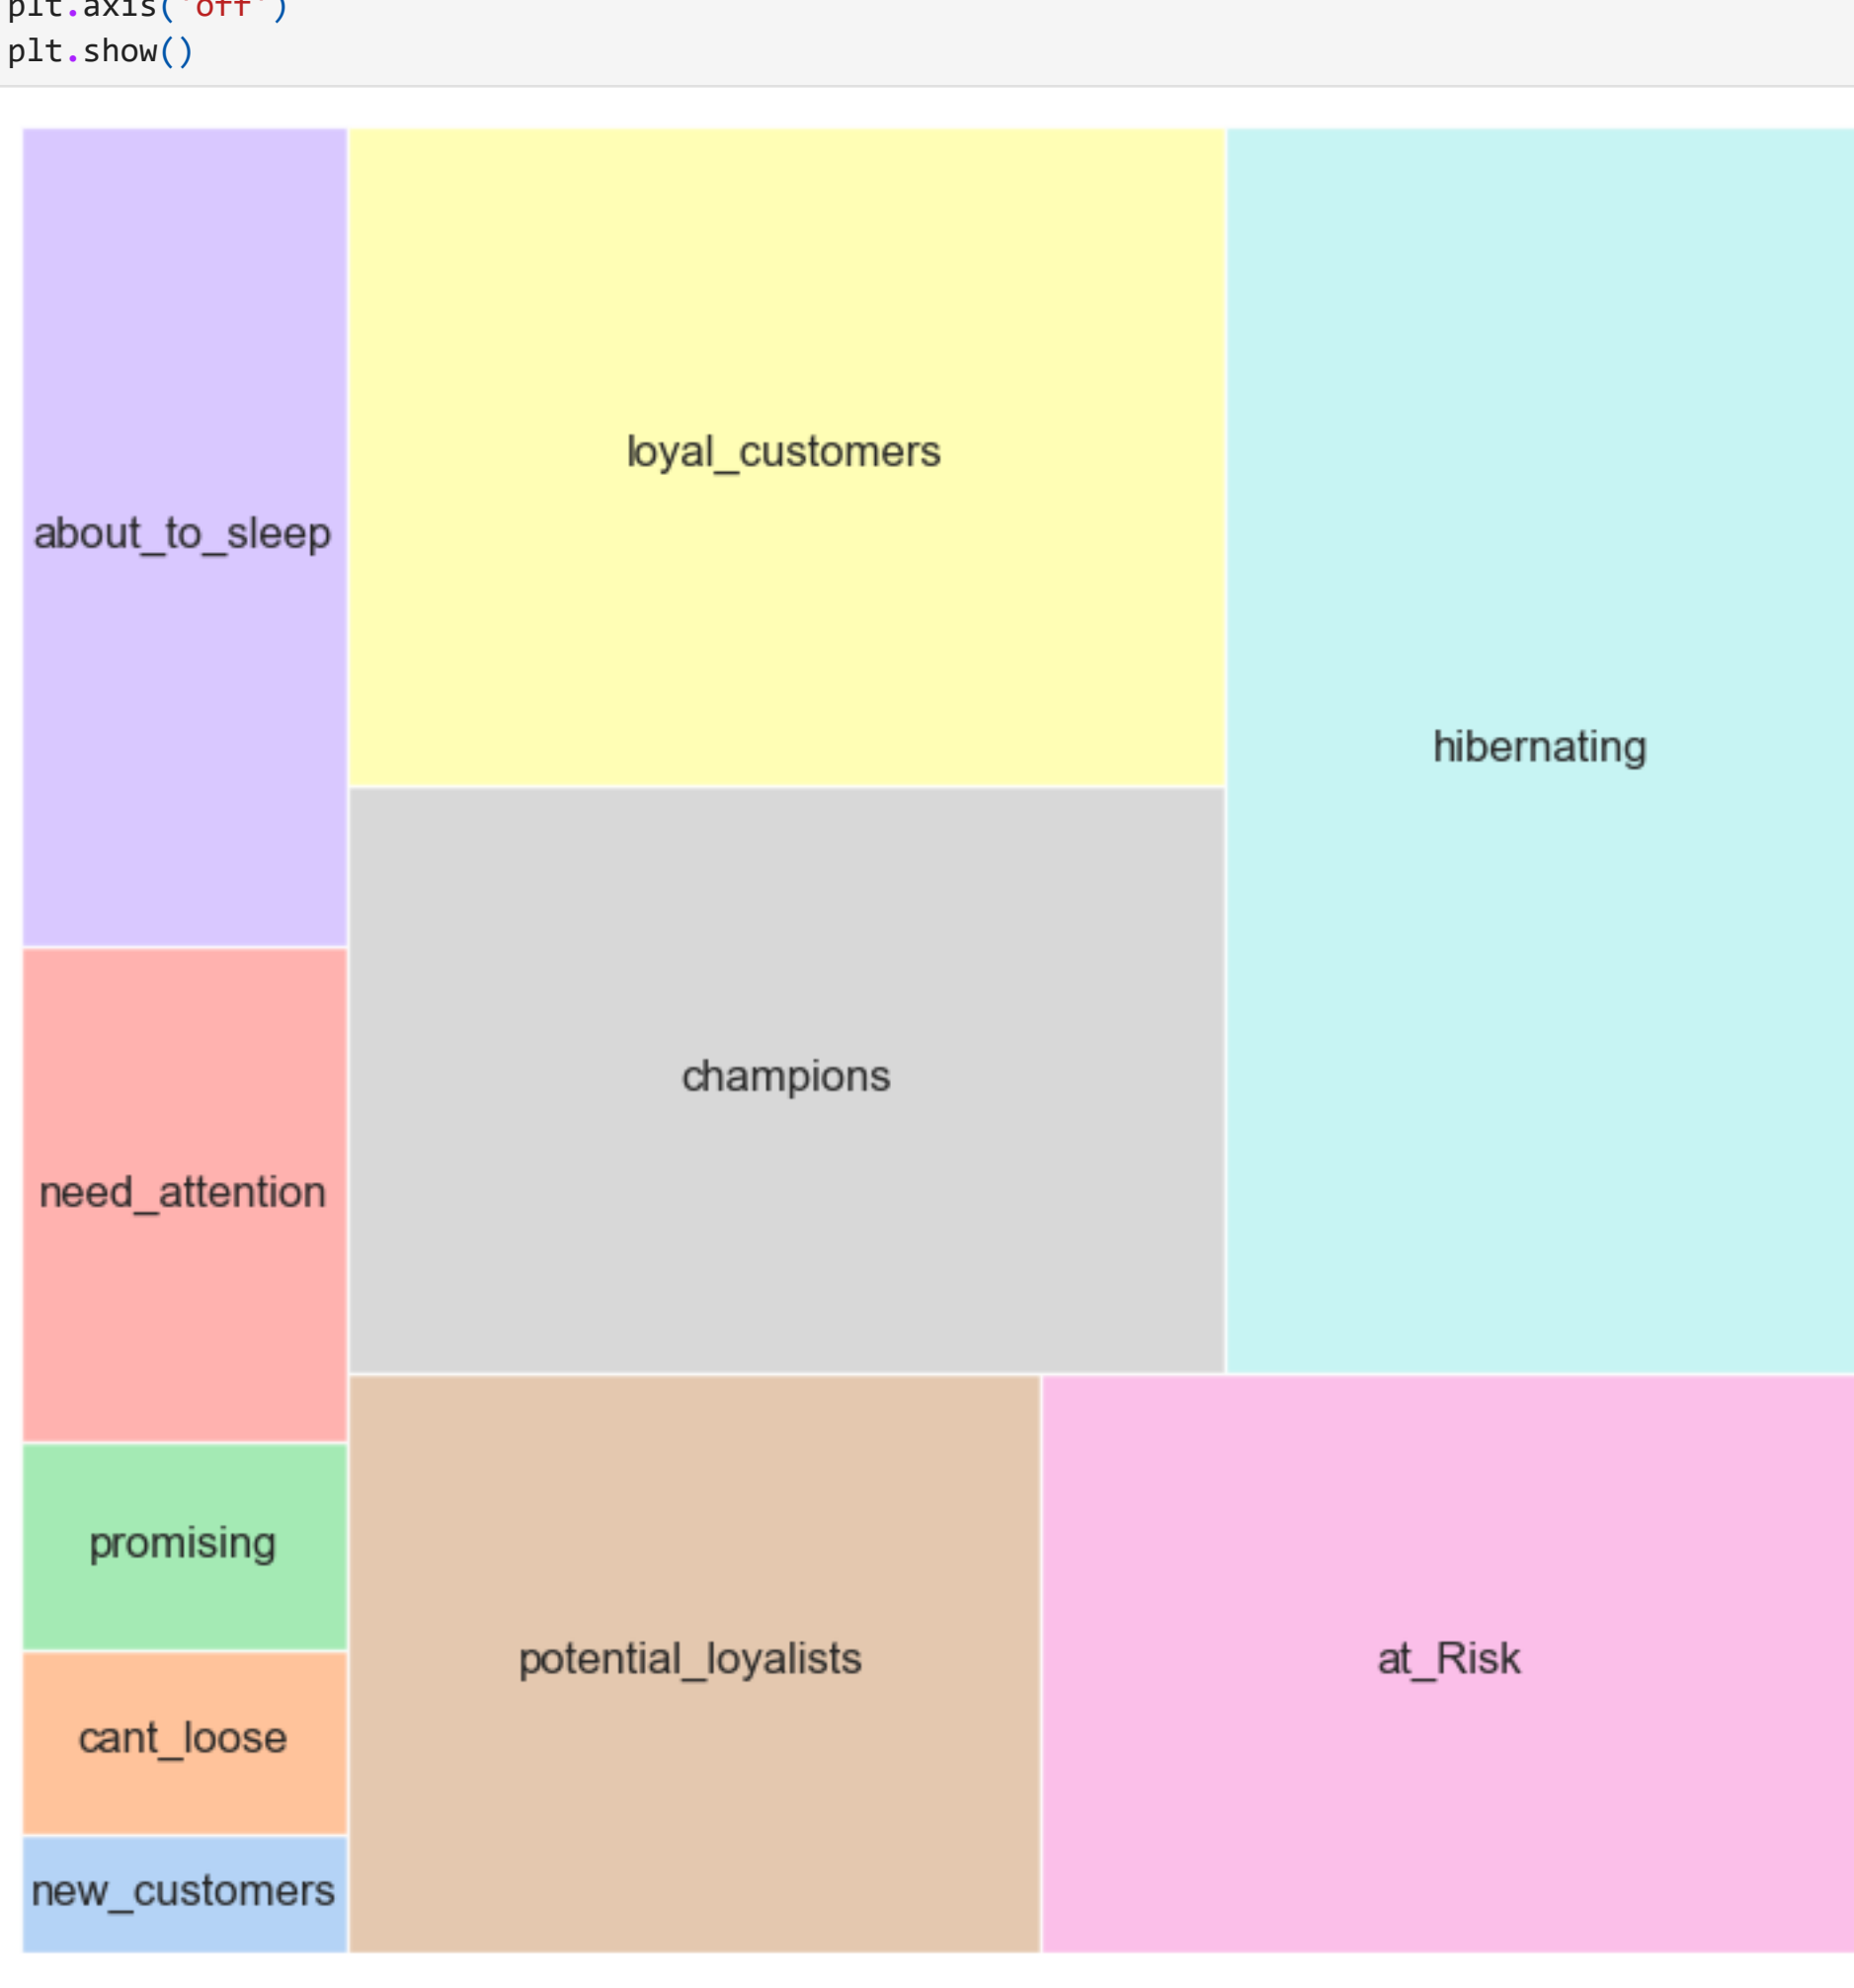 plt.axis('off')
plt.show()
loyal_customers
about_to_sleep
hibernating
champions
need_attention
promising
potential_loyalists
at_Risk
cant_loose
new_customers